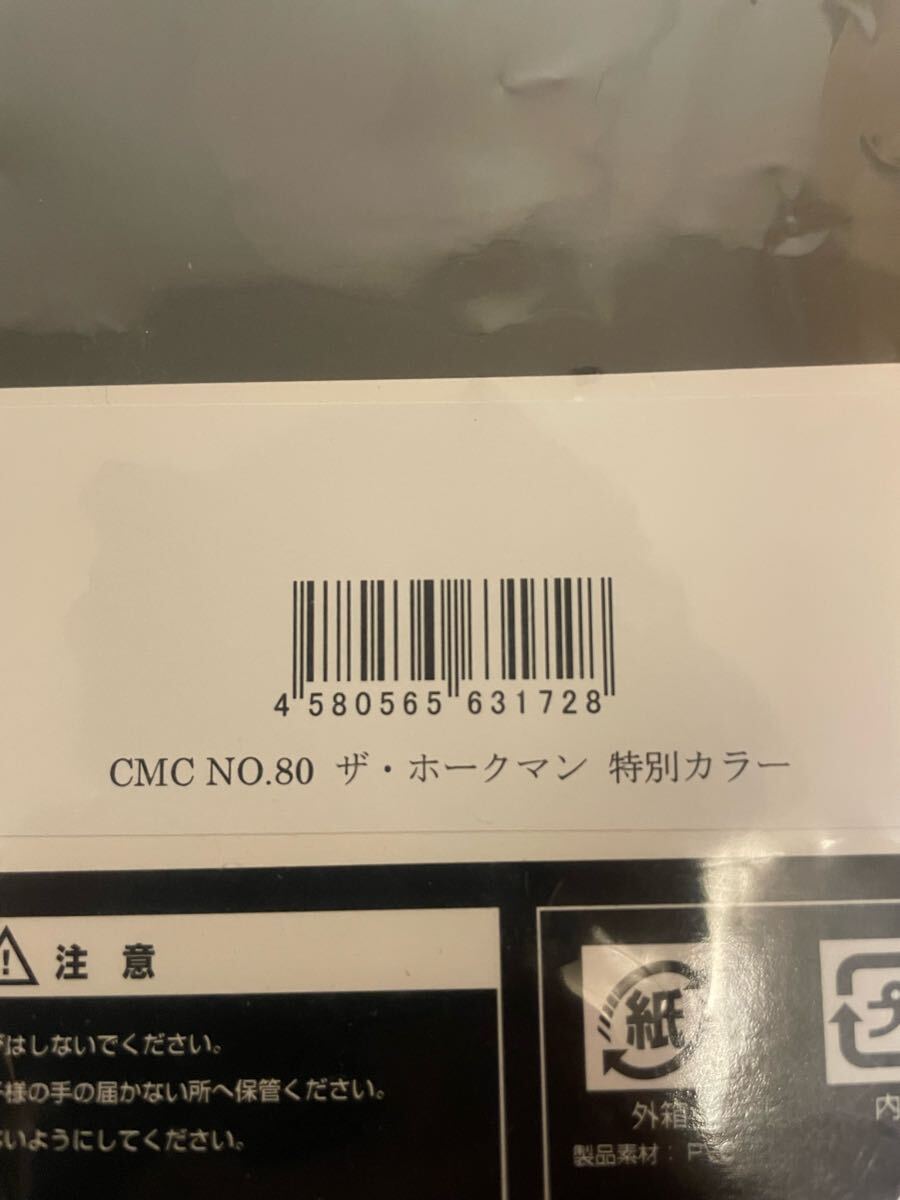 4 580565 631728
CMC NO.80 ザ・ホークマン 特別カラー
注意
はしないでください。
様の手の届かない所へ保管ください。
いようにしてください。
紙
プ
外箱
内
製品素材：P